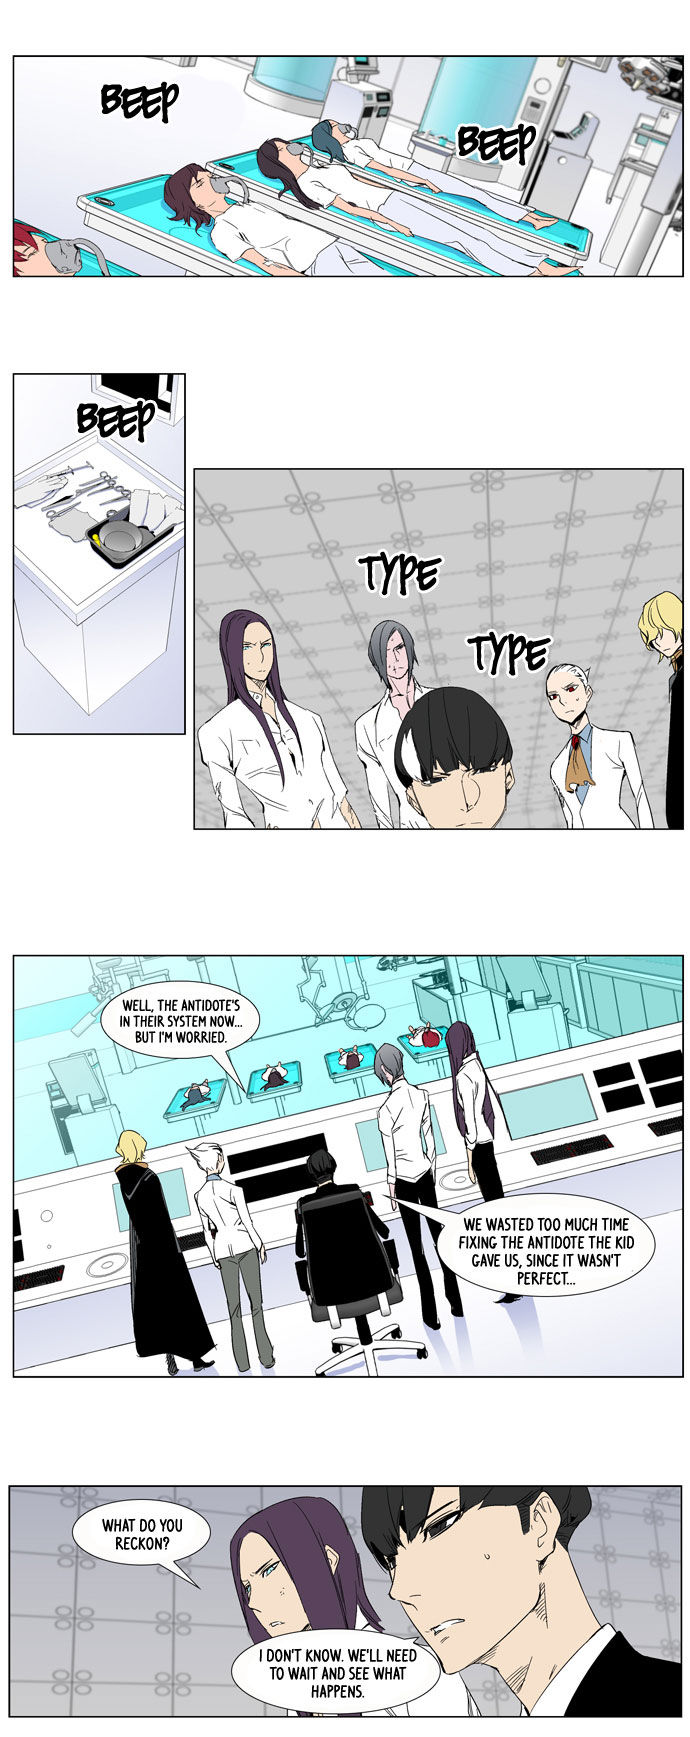 BEEP
BEEP
BEEP
TYPE
TYPE
WELL, THE ANTIDOTE'S
IN THEIR SYSTEM NOW...
BUT I'M WORRIED.
WE WASTED TOO MUCH TIME
FIXING THE ANTIDOTE THE KID
GAVE US, SINCE IT WASN'T
PERFECT...
WHAT DO YOU
RECKON?
I DON'T KNOW. WE'LL NEED
TO WAIT AND SEE WHAT
HAPPENS.